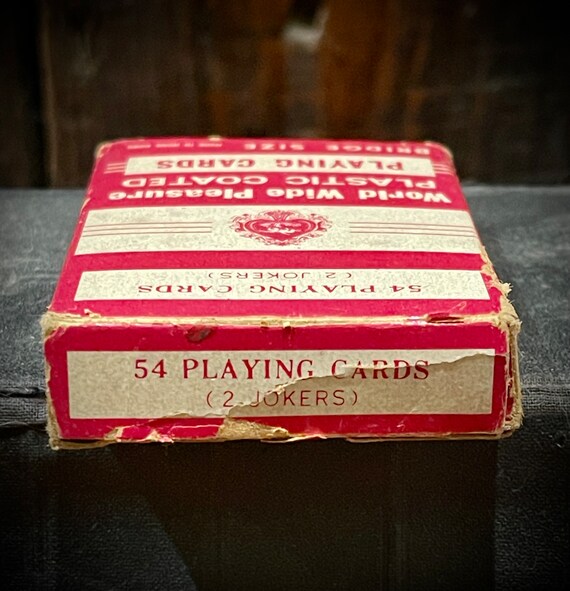 BRIDGE SIZE
PLAYING CARDS
World Wide Pleasure
PLASTIC COATED
54 PLAYING CARDS
(2 JOKERS)
54 PLAYING CARDS
(2 JOKERS)